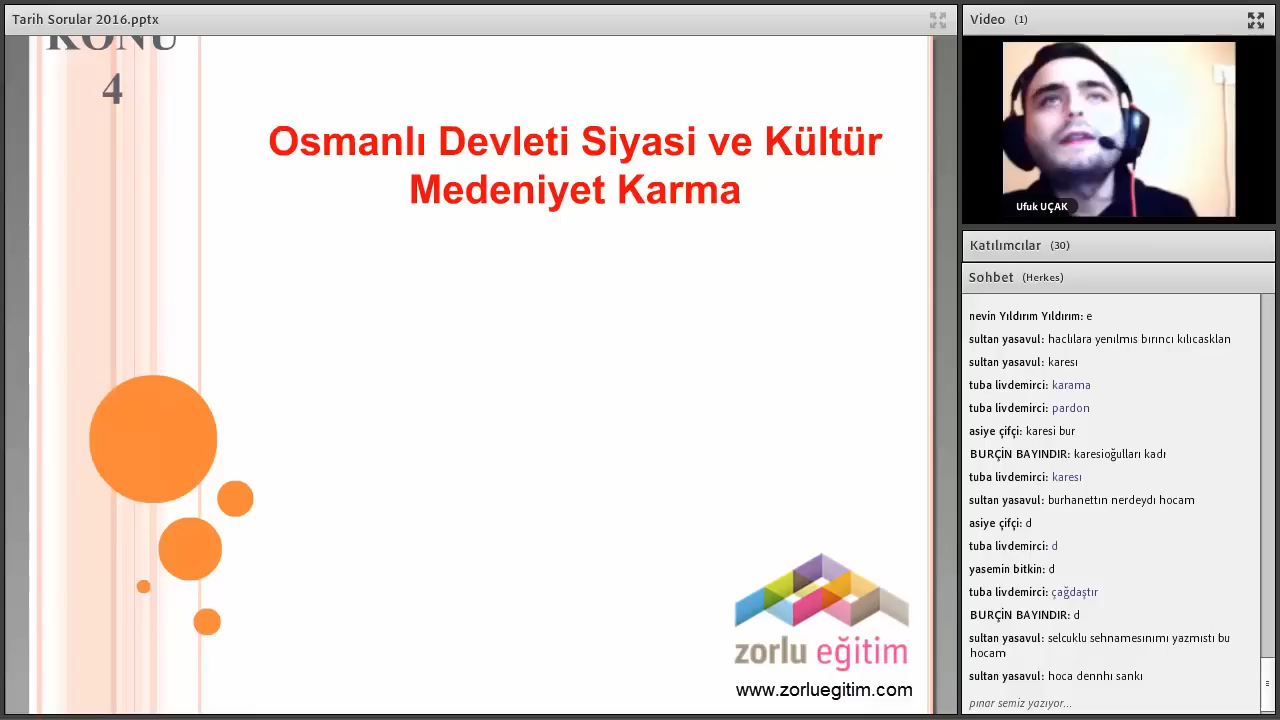 Tarih Sorular 2016.pptx
KONU
4
Osmanlı Devleti Siyasi ve Kültür
Medeniyet Karma
zorlu eğitim
www.zorluegitim.com
Video (1)
Ufuk UÇAK
Katılımcılar (30)
Sohbet (Herkes)
nevin Yıldırım Yıldırım: e
sultan yasavul: haclılara yenılmıs bırıncı kılıcasklan
sultan yasavul: karesı
tuba livdemirci: karama
tuba livdemirci: pardon
asiye çifçi: karesi bur
BURÇİN BAYINDIR: karesioğulları kadı
tuba livdemirci: karesı
sultan yasavul: burhanettın nerdeydı hocam
asiye çifçi: d
tuba livdemirci: d
yasemin bitkin: d
tuba livdemirci: çağdaştır
BURÇİN BAYINDIR: d
sultan yasavul: selcuklu sehnamesınımı yazmıstı bu
hocam
sultan yasavul: hoca dennhı sankı
pınar semiz yazıyor...